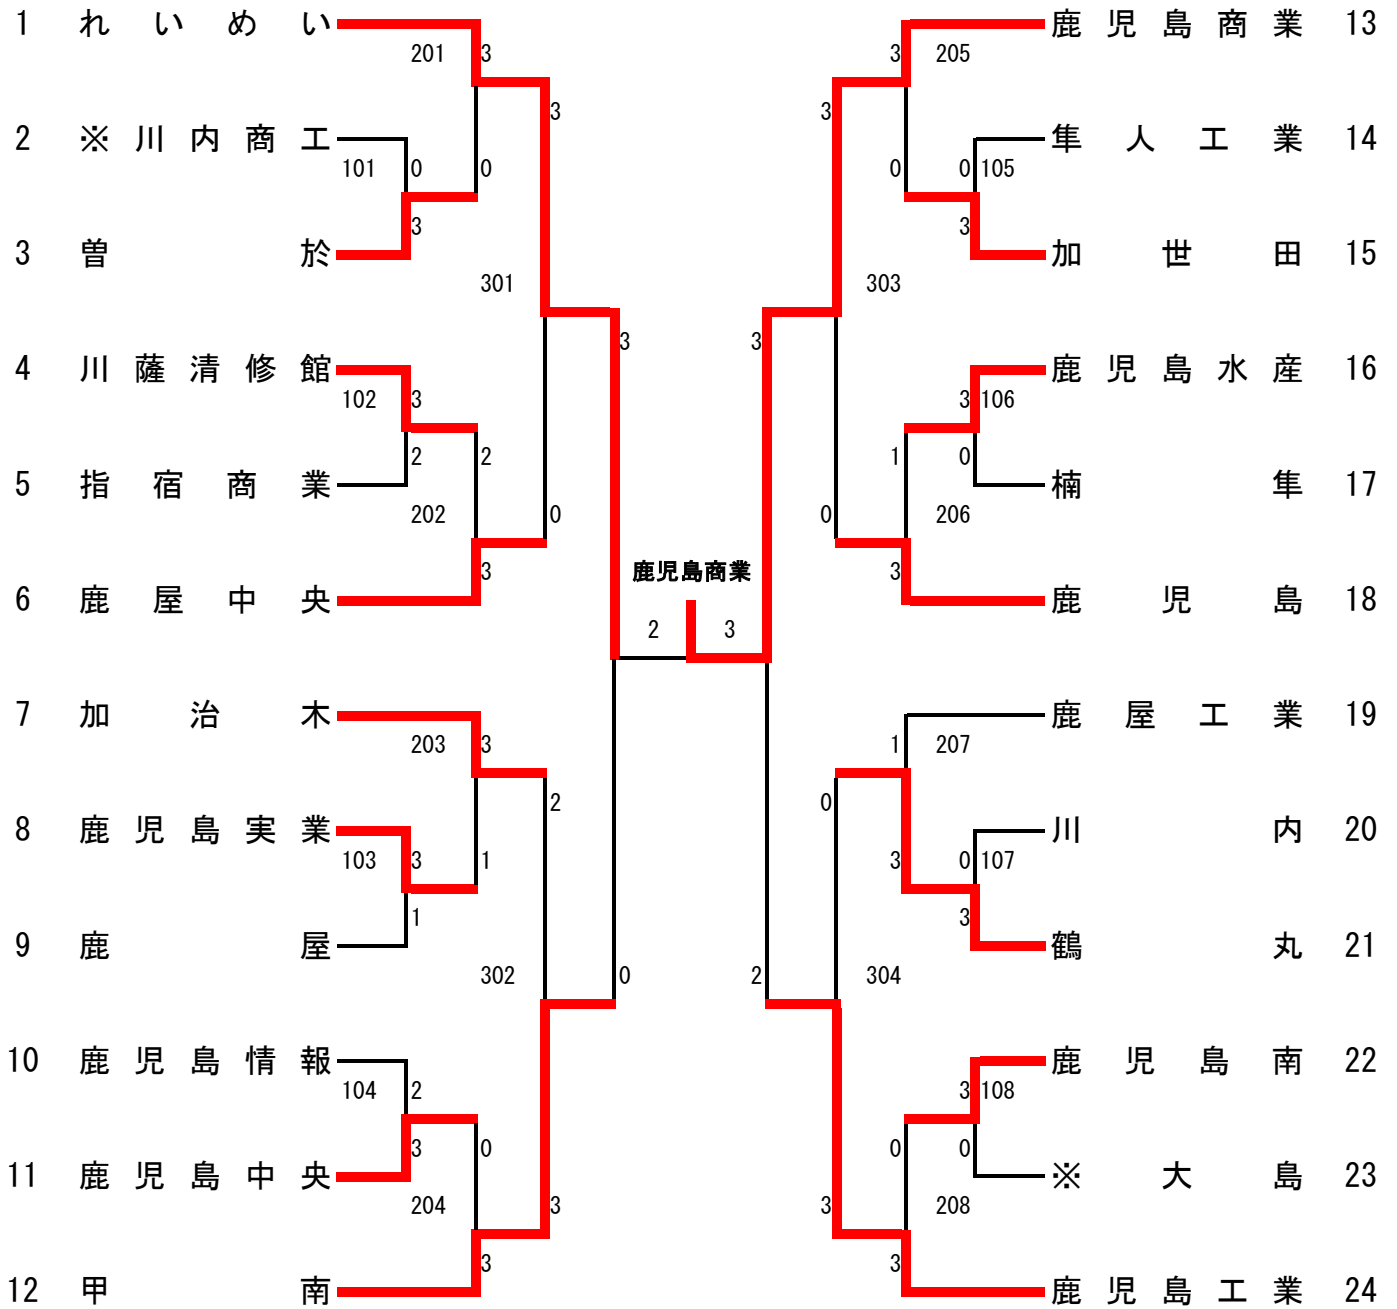 1 れいめい
201 3
3
2 ※川内商工
101 0 0
3
3 曽於
301
3
4 川薩清修館
102 3
2 2
5 指宿商業
202 0
3
6 鹿屋中央
7 加治木
203 3
2
8 鹿児島実業
103 3 1
1
9 鹿屋
302 0
10 鹿児島情報
104 2
3 0
11 鹿児島中央
204 3
3
12 甲南
鹿児島商業
2 3
鹿児島商業 13
3 205
3
隼人工業 14
0 0 105
3
加世田 15
303
3
鹿児島水産 16
3 106
1 0
楠隼 17
0 206
3
鹿児島 18
鹿屋工業 19
1 207
0
川内 20
3 0 107
3
鶴丸 21
2 304
鹿児島南 22
3 108
0 0
※大島 23
3 208
3
鹿児島工業 24